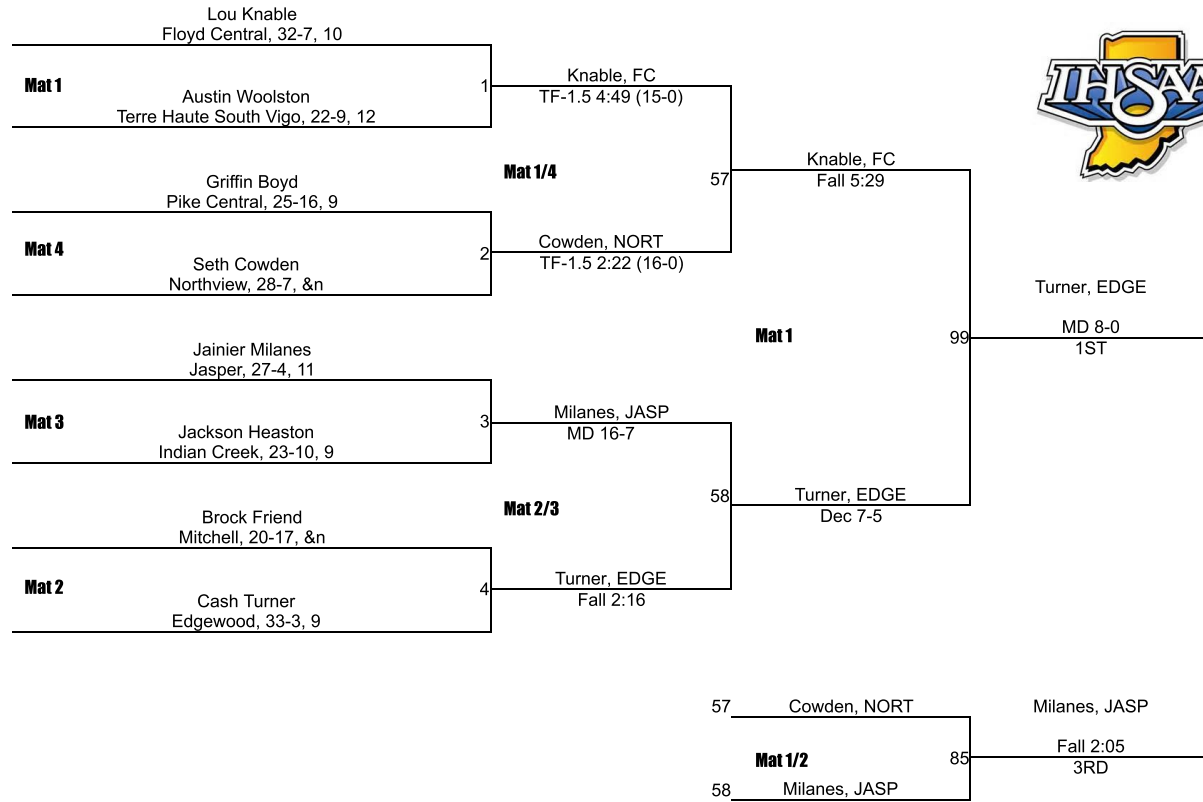 Lou Knable
Floyd Central, 32-7, 10
Mat 1
Austin Woolston
Terre Haute South Vigo, 22-9, 12
1
Knable, FC
TF-1.5 4:49 (15-0)
Griffin Boyd
Pike Central, 25-16, 9
Mat 4
Seth Cowden
Northview, 28-7, &n
2
Cowden, NORT
TF-1.5 2:22 (16-0)
Mat 1/4
57
Knable, FC
Fall 5:29
Jainier Milanes
Jasper, 27-4, 11
Mat 3
Jackson Heaston
Indian Creek, 23-10, 9
3
Milanes, JASP
MD 16-7
Brock Friend
Mitchell, 20-17, &n
Mat 2
Cash Turner
Edgewood, 33-3, 9
4
Turner, EDGE
Fall 2:16
Mat 2/3
58
Turner, EDGE
Dec 7-5
Mat 1
99
Turner, EDGE
MD 8-0
1ST
IHSAA
57
Cowden, NORT
Mat 1/2
58
Milanes, JASP
85
Milanes, JASP
Fall 2:05
3RD